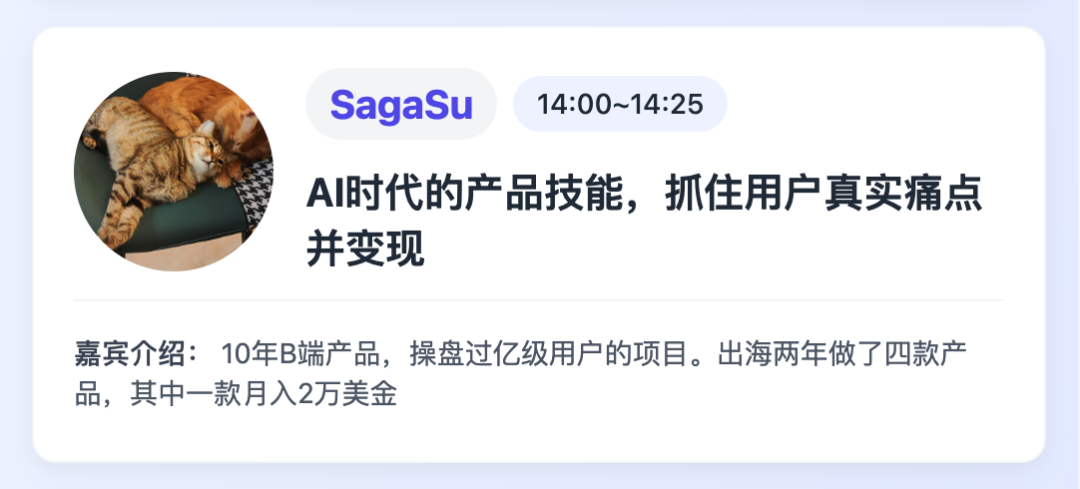 SagaSu
14:00~14:25
AI时代的产品技能，抓住用户真实痛点
并变现
嘉宾介绍： 10年B端产品，操盘过亿级用户的项目。出海两年做了四款产
品，其中一款月入2万美金